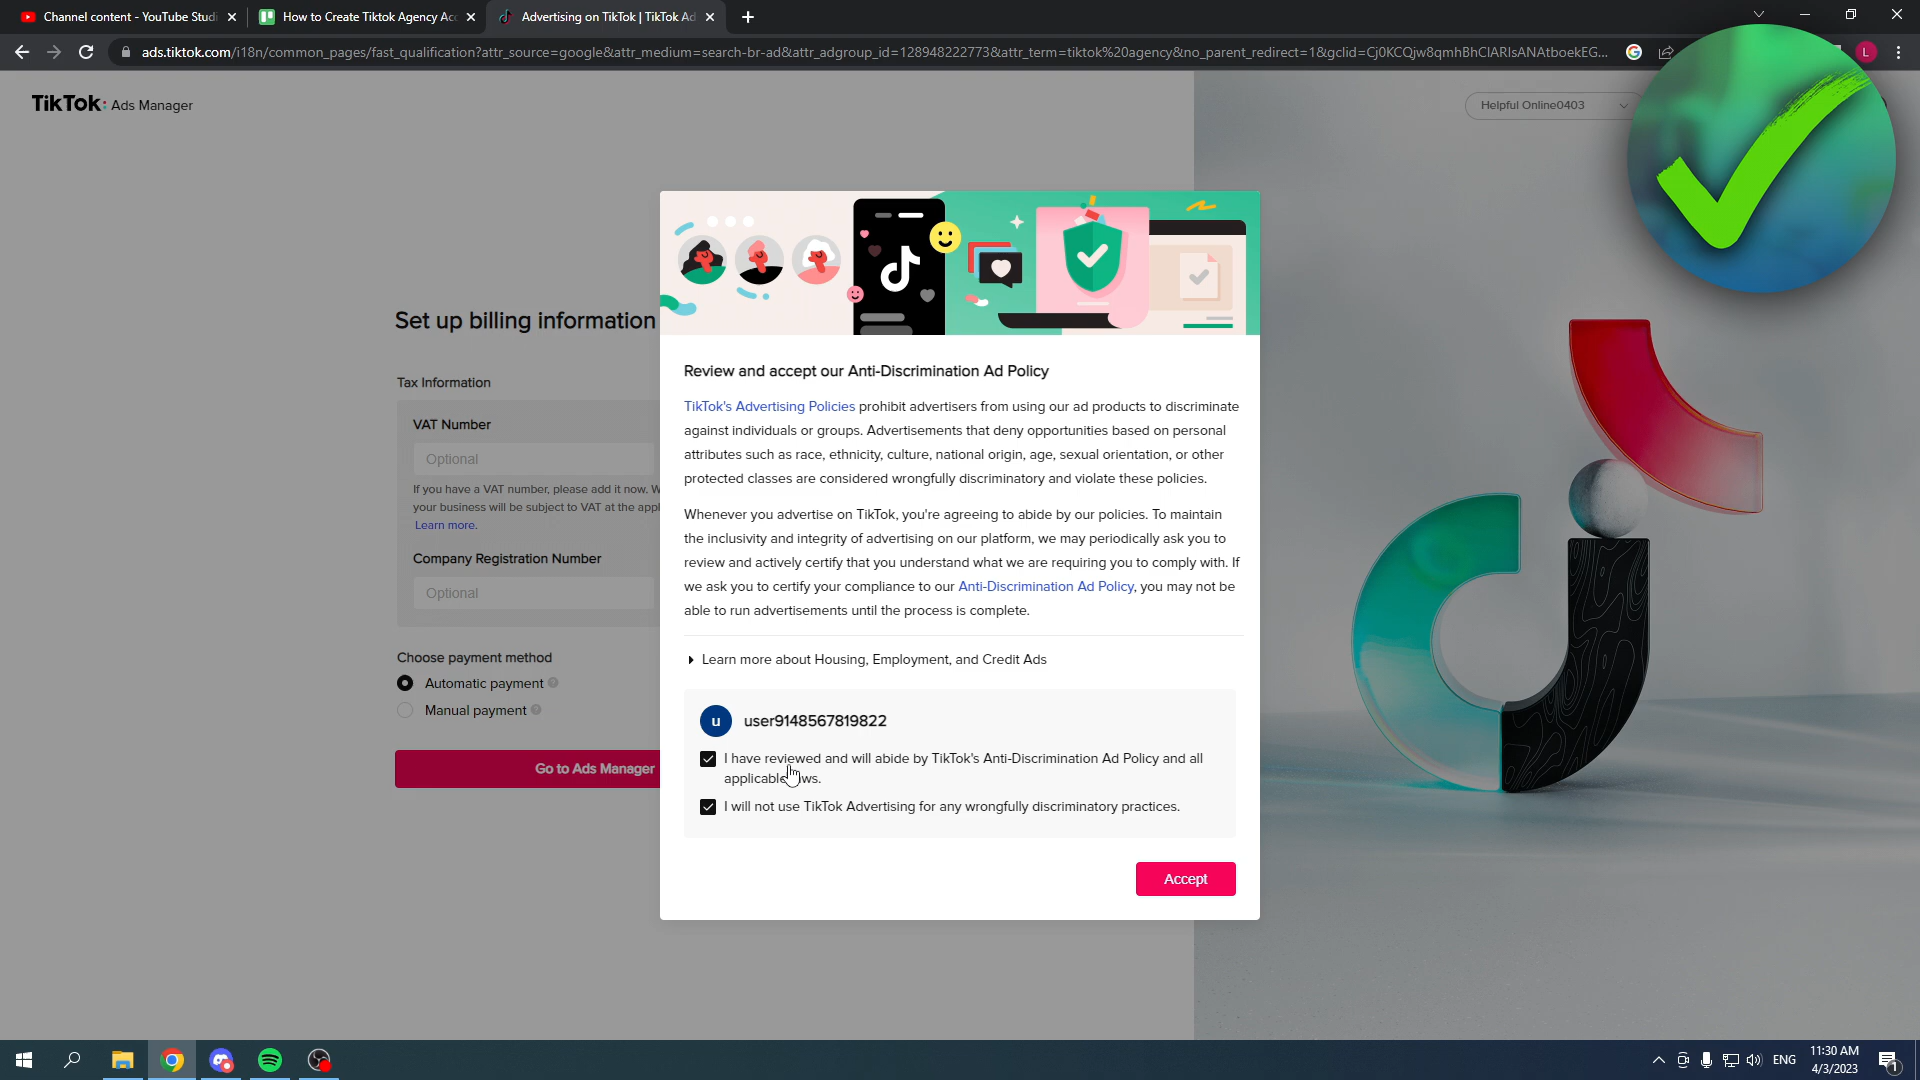 Channel content - YouTube Studi
How to Create Tiktok Agency Acc
Advertising on TikTok | TikTok Ad
ads.tiktok.com/i18n/common_pages/fast_qualification?attr_source=google&attr_medium=search-br-ad&attr_adgroup_id=128948222773&attr_term=tiktok%20agency&no_parent_redirect=1&gclid=Cj0KCQjw8qmhBhClARIsANAtboekEG...
L
TikTok: Ads Manager
Helpful Online0403
Set up billing information
Tax Information
VAT Number
Optional
If you have a VAT number, please add it now. W
your business will be subject to VAT at the appl
Learn more.
Company Registration Number
Optional
Choose payment method
Automatic payment
Manual payment
Go to Ads Manager
Review and accept our Anti-Discrimination Ad Policy
TikTok's Advertising Policies prohibit advertisers from using our ad products to discriminate
against individuals or groups. Advertisements that deny opportunities based on personal
attributes such as race, ethnicity, culture, national origin, age, sexual orientation, or other
protected classes are considered wrongfully discriminatory and violate these policies.
Whenever you advertise on TikTok, you're agreeing to abide by our policies. To maintain
the inclusivity and integrity of advertising on our platform, we may periodically ask you to
review and actively certify that you understand what we are requiring you to comply with. If
we ask you to certify your compliance to our Anti-Discrimination Ad Policy, you may not be
able to run advertisements until the process is complete.
Learn more about Housing, Employment, and Credit Ads
u user9148567819822
I have reviewed and will abide by TikTok's Anti-Discrimination Ad Policy and all
applicable
I will not use TikTok Advertising for any wrongfully discriminatory practices.
Accept
ENG
11:30 AM
4/3/2023
1